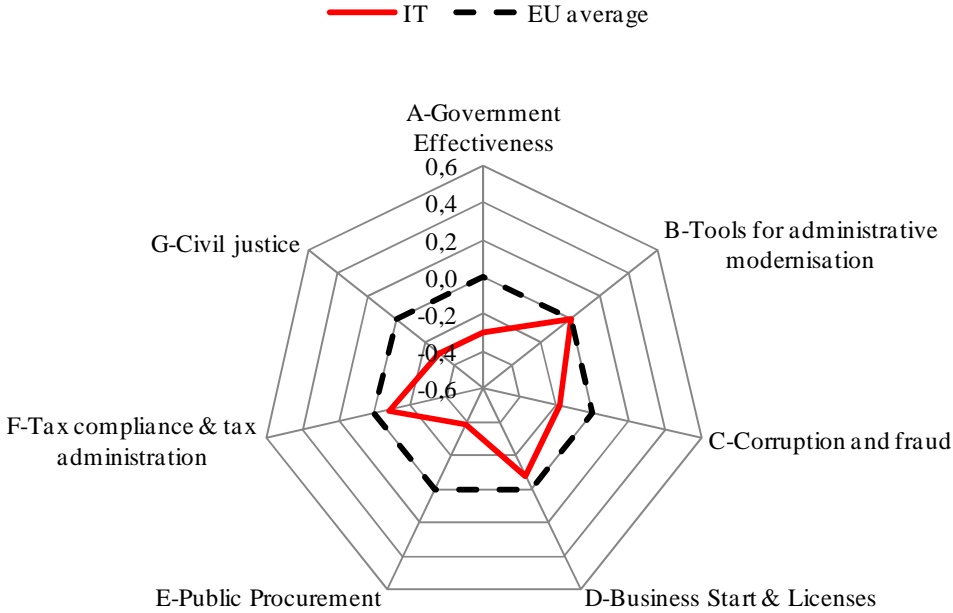 IT EU average
A-Government
Effectiveness
0,6
0,4
0,2
0,0
-0,2
-0,4
-0,6
B-Tools for administrative
modernisation
C-Corruption and fraud
D-Business Start & Licenses
E-Public Procurement
F-Tax compliance & tax
administration
G-Civil justice